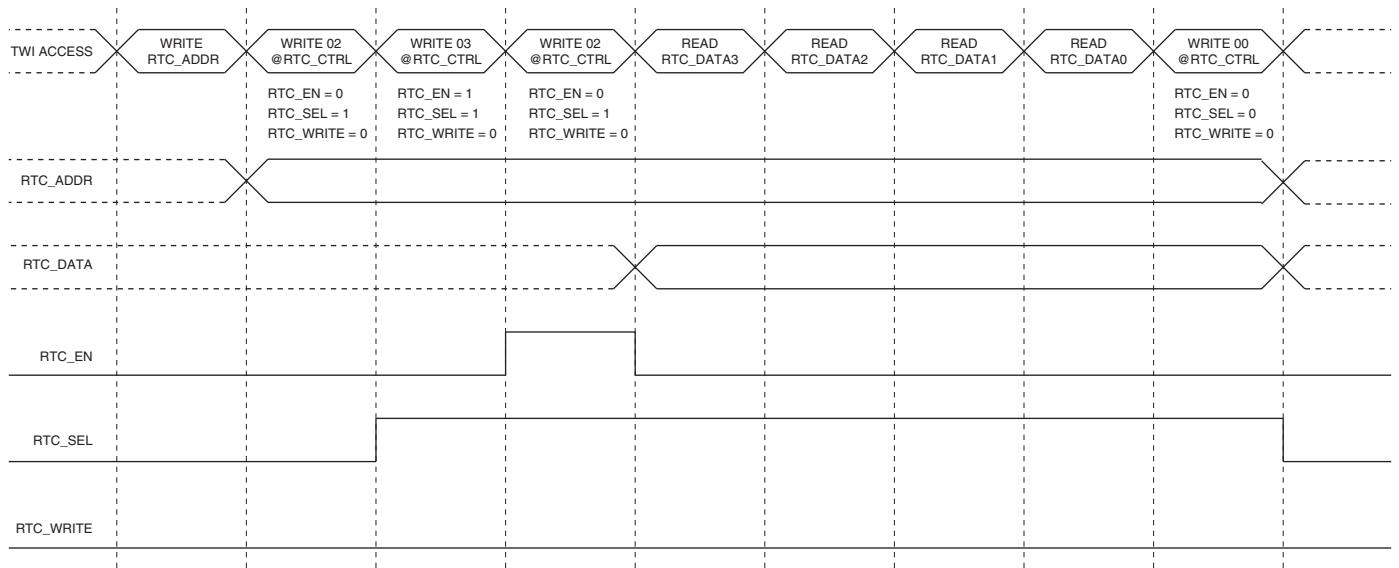 TWI ACCESS
WRITE
RTC_ADDR
WRITE 02
@RTC_CTRL
WRITE 03
@RTC_CTRL
WRITE 02
@RTC_CTRL
READ
RTC_DATA3
READ
RTC_DATA2
READ
RTC_DATA1
READ
RTC_DATA0
WRITE 00
@RTC_CTRL
RTC_EN = 0
RTC_SEL = 1
RTC_WRITE = 0
RTC_EN = 1
RTC_SEL = 1
RTC_WRITE = 0
RTC_EN = 0
RTC_SEL = 1
RTC_WRITE = 0
RTC_EN = 0
RTC_SEL = 0
RTC_WRITE = 0
RTC_ADDR
RTC_DATA
RTC_EN
RTC_SEL
RTC_WRITE